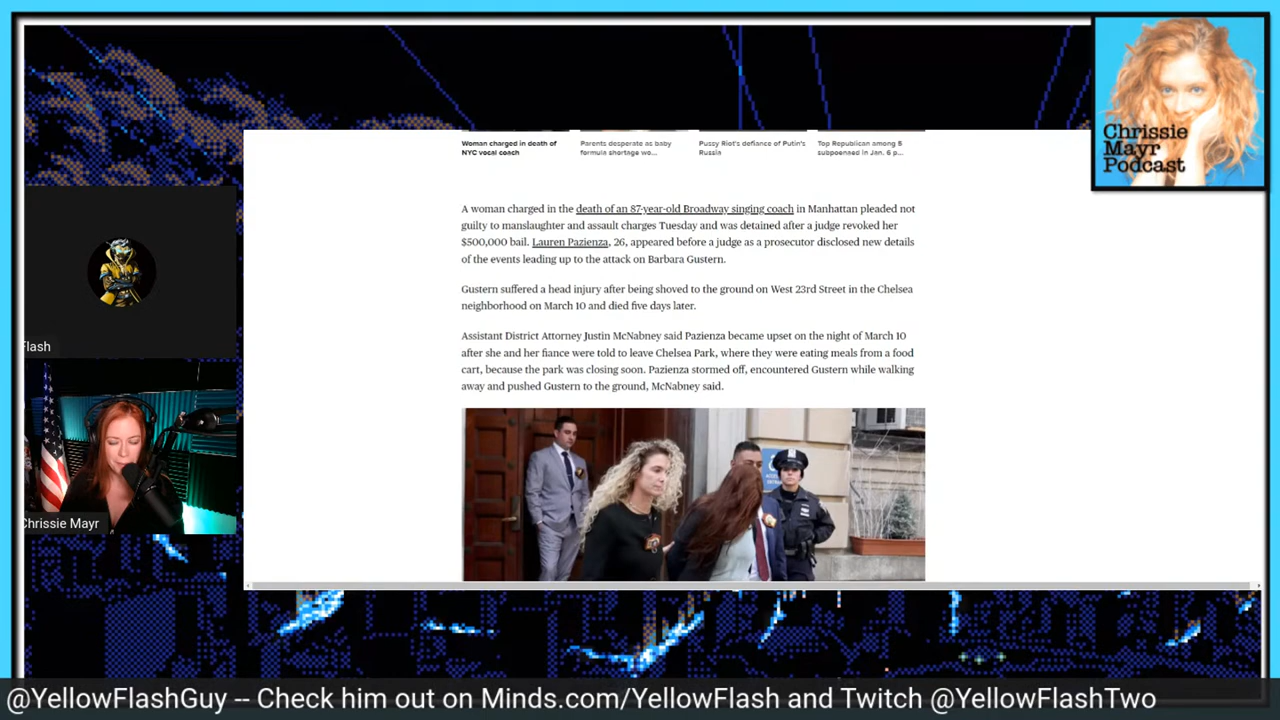 Woman charged in death of
NYC vocal coach
Parents desperate as baby
formula shortage wo...
Pussy Riot's defiance of Putin's
Russia
Top Republican among 5
subpoenaed in Jan. 6 p...
Chrissie
Mayr
Podcast
A woman charged in the death of an 87-year-old Broadway singing coach in Manhattan pleaded not
guilty to manslaughter and assault charges Tuesday and was detained after a judge revoked her
$500,000 bail. Lauren Pazienza, 26, appeared before a judge as a prosecutor disclosed new details
of the events leading up to the attack on Barbara Gustern.
Gustern suffered a head injury after being shoved to the ground on West 23rd Street in the Chelsea
neighborhood on March 10 and died five days later.
Assistant District Attorney Justin McNabney said Pazienza became upset on the night of March 10
after she and her fiance were told to leave Chelsea Park, where they were eating meals from a food
cart, because the park was closing soon. Pazienza stormed off, encountered Gustern while walking
away and pushed Gustern to the ground, McNabney said.
Flash
Chrissie Mayr
@YellowFlashGuy -- Check him out on Minds.com/YellowFlash and Twitch @YellowFlashTwo